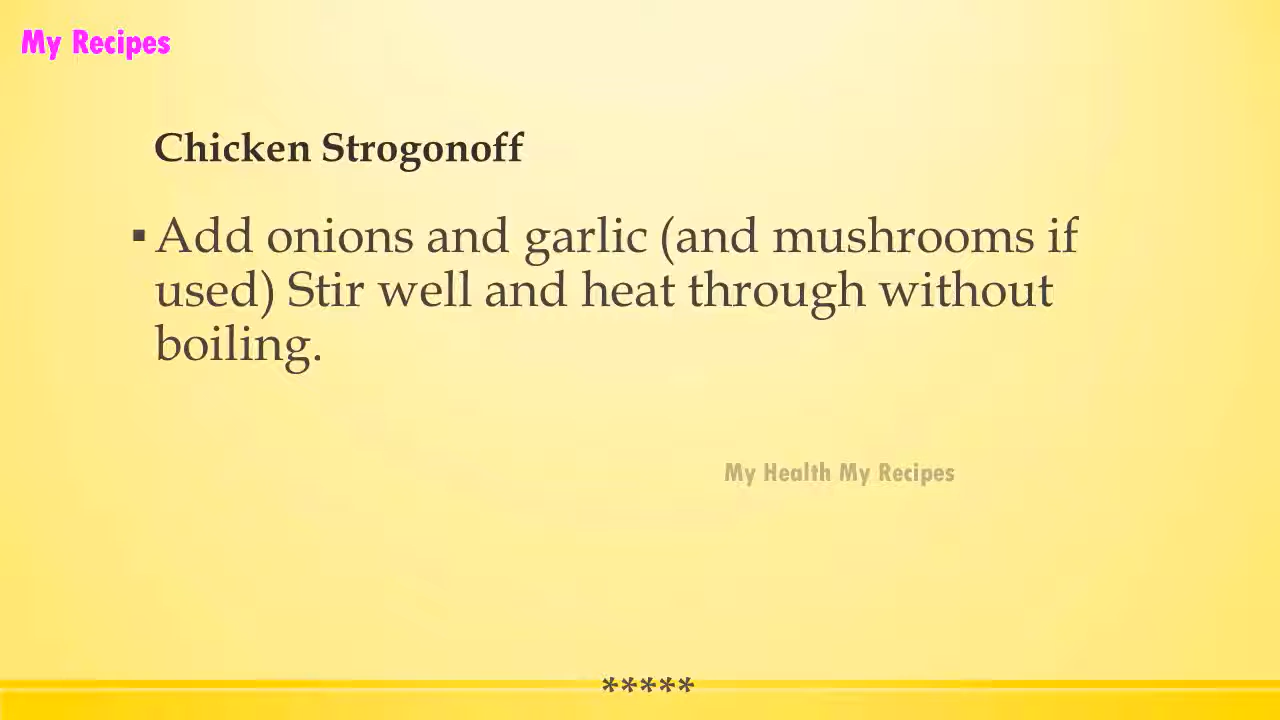 My Recipes
Chicken Strogonoff
▪ Add onions and garlic (and mushrooms if
used) Stir well and heat through without
boiling.
My Health My Recipes
*****